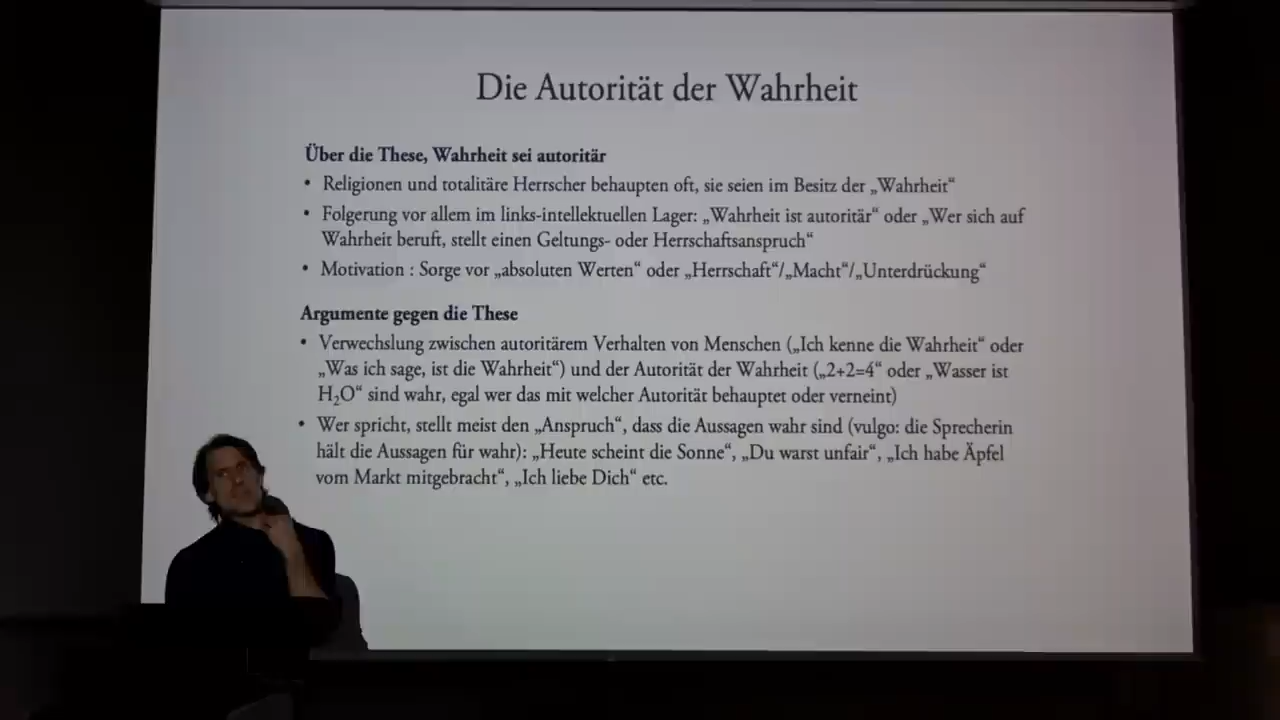 Die Autorität der Wahrheit
Über die These, Wahrheit sei autoritär
• Religionen und totalitäre Herrscher behaupten oft, sie seien im Besitz der „Wahrheit“
• Folgerung vor allem im links-intellektuellen Lager: „Wahrheit ist autoritär“ oder „Wer sich auf
Wahrheit beruft, stellt einen Geltungs- oder Herrschaftsanspruch“
• Motivation : Sorge vor „absoluten Werten“ oder „Herrschaft“/„Macht“/„Unterdrückung“
Argumente gegen die These
• Verwechslung zwischen autoritärem Verhalten von Menschen („Ich kenne die Wahrheit“ oder
„Was ich sage, ist die Wahrheit“) und der Autorität der Wahrheit („2+2=4“ oder „Wasser ist
H₂O“ sind wahr, egal wer das mit welcher Autorität behauptet oder verneint)
• Wer spricht, stellt meist den „Anspruch“, dass die Aussagen wahr sind (vulgo: die Sprecherin
hält die Aussagen für wahr): „Heute scheint die Sonne“, „Du warst unfair“, „Ich habe Äpfel
vom Markt mitgebracht“, „Ich liebe Dich“ etc.